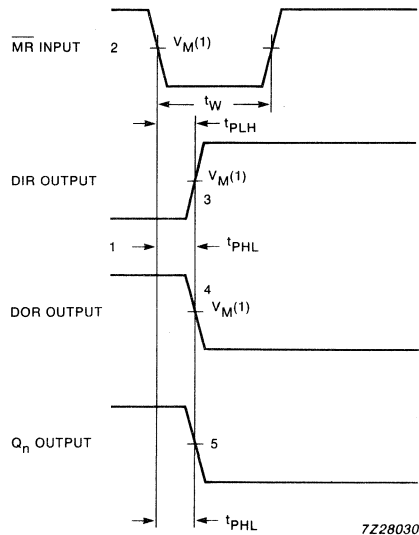 MR INPUT 2 VM(1)
tW
tPLH
DIR OUTPUT VM(1)
3
1 tPHL
4
DOR OUTPUT VM(1)
Qn OUTPUT 5
tPHL
7Z28030